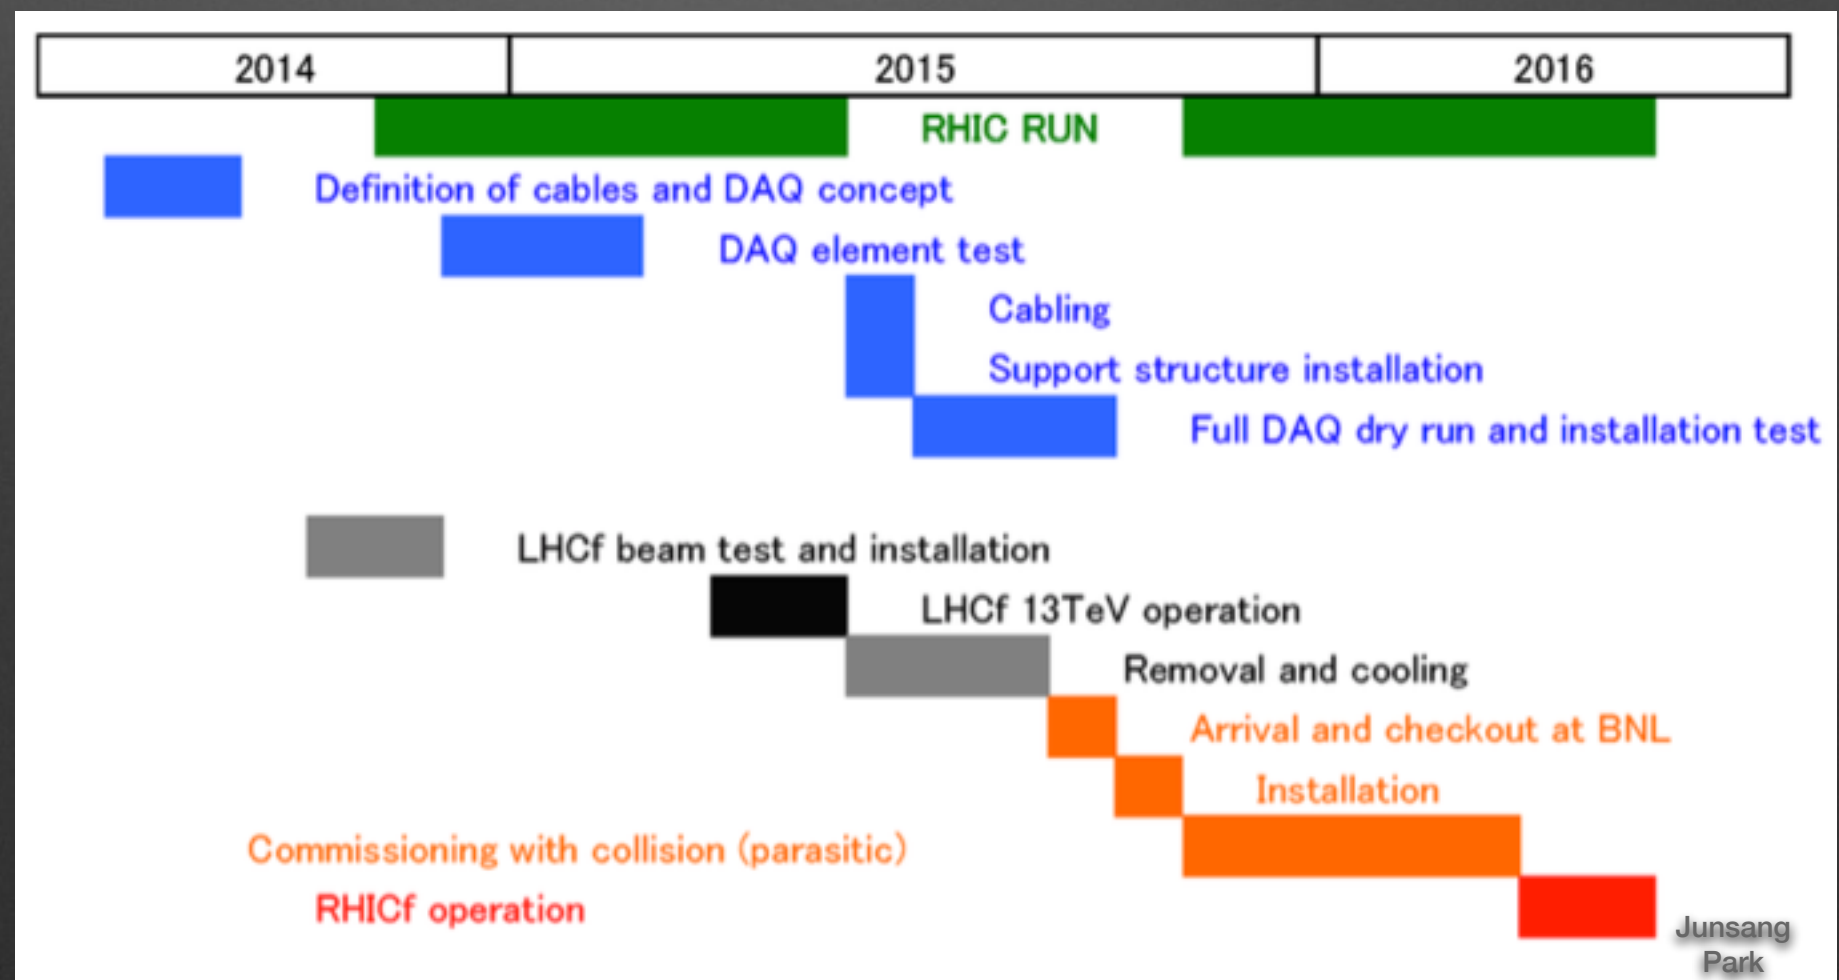 2014 2015 2016
RHIC RUN
Definition of cables and DAQ concept
DAQ element test
Cabling
Support structure installation
Full DAQ dry run and installation test
LHCf beam test and installation
LHCf 13TeV operation
Removal and cooling
Arrival and checkout at BNL
Installation
Commissioning with collision (parasitic)
RHICf operation
Junsang
Park